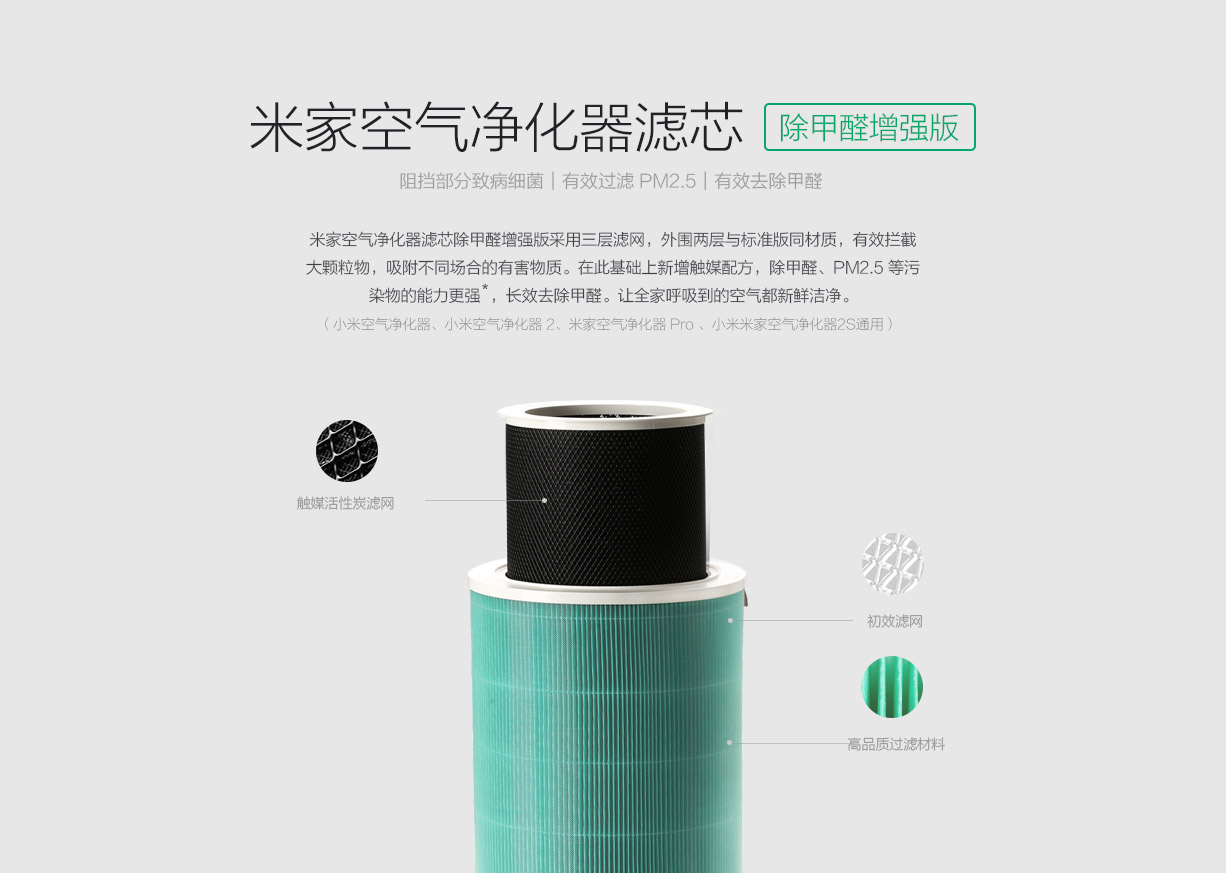 米家空气净化器滤芯 除甲醛增强版
阻挡部分致病细菌｜有效过滤 PM2.5｜有效去除甲醛
米家空气净化器滤芯除甲醛增强版采用三层滤网，外围两层与标准版同材质，有效拦截
大颗粒物，吸附不同场合的有害物质。在此基础上新增触媒配方，除甲醛、PM2.5 等污
染物的能力更强*，长效去除甲醛。让全家呼吸到的空气都新鲜洁净。
（ 小米空气净化器、小米空气净化器 2、米家空气净化器 Pro 、小米米家空气净化器2S通用 ）
触媒活性炭滤网
初效滤网
高品质过滤材料